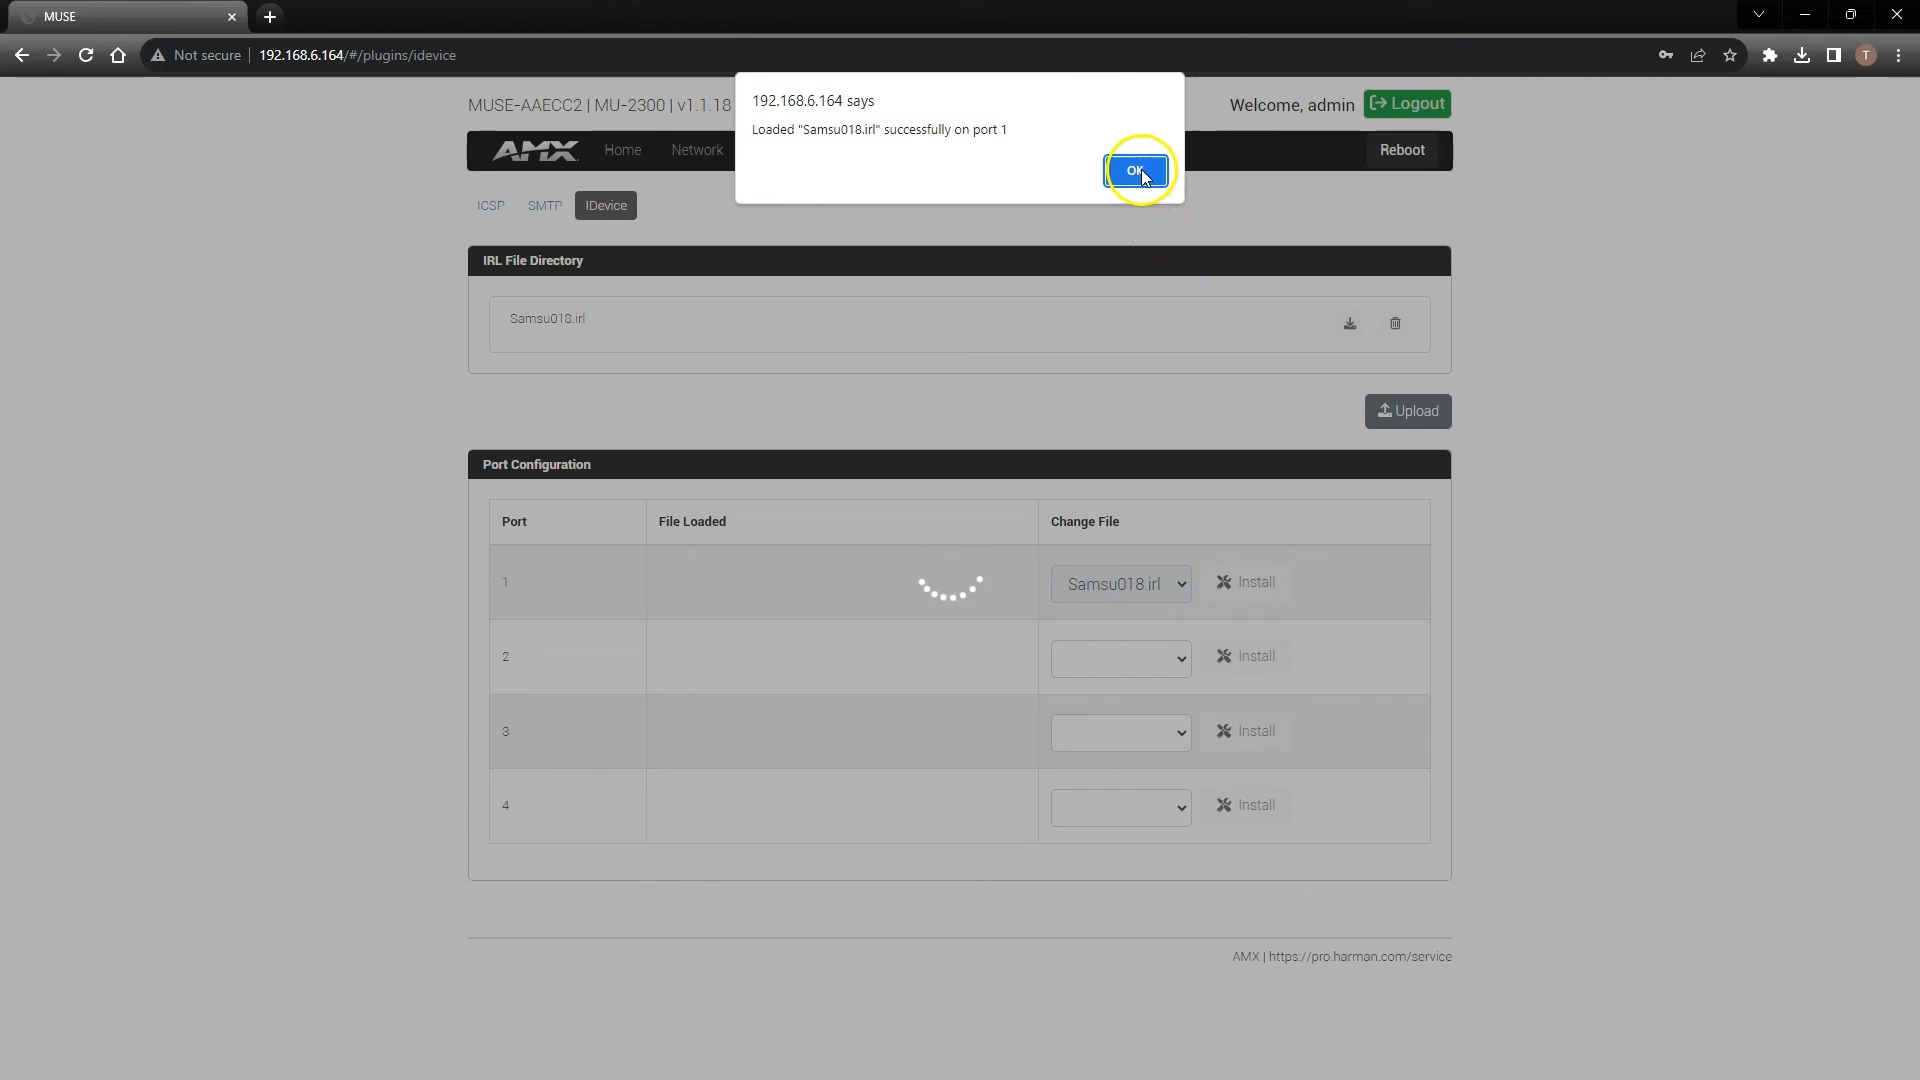 MUSE
Not secure
192.168.6.164/#/plugins/idevice
T
192.168.6.164 says
Loaded "Samsu018.irl" successfully on port 1
OK
MUSE-AAECC2 | MU-2300 | v1.1.18
Welcome, admin
Logout
AMX
Home
Network
Reboot
ICSP
SMTP
IDevice
IRL File Directory
Samsu018.irl
Upload
Port Configuration
Port
File Loaded
Change File
1
Samsu018.irl
Install
2
Install
3
Install
4
Install
AMX | https://pro.harman.com/service